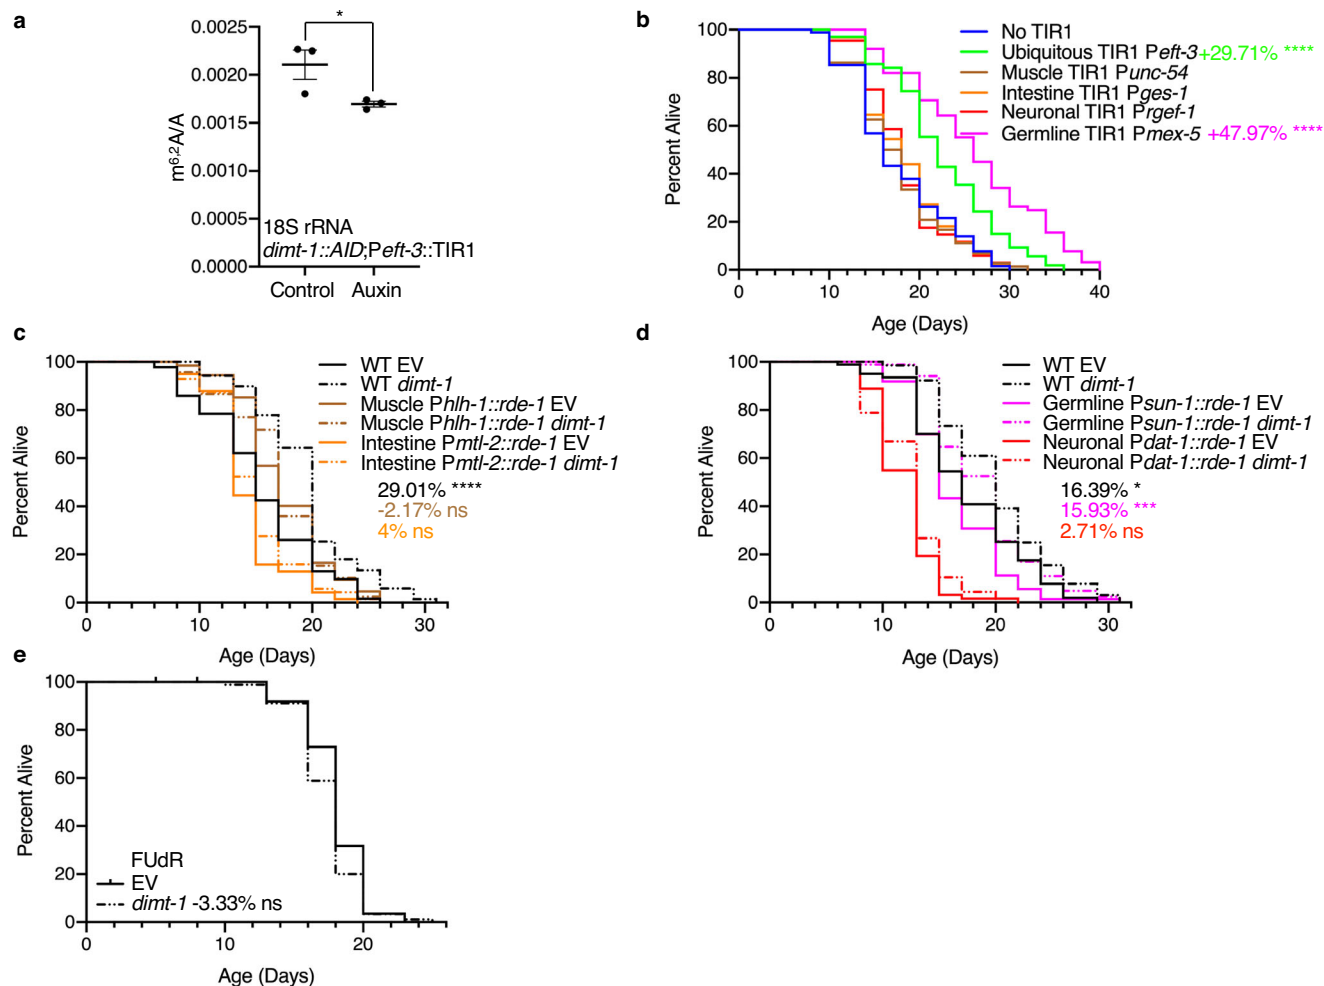 a
0.0025
0.0020
0.0015
0.0010
0.0005
0.0000
m6,2A/A
*
18S rRNA
dimt-1::AID;Peft-3::TIR1
Control Auxin
b
100
80
60
40
20
0
Percent Alive
0 10 20 30 40
Age (Days)
No TIR1
Ubiquitous TIR1 Peft-3 +29.71% ****
Muscle TIR1 Punc-54
Intestine TIR1 Pges-1
Neuronal TIR1 Prgef-1
Germline TIR1 Pmex-5 +47.97% ****
c
100
80
60
40
20
0
Percent Alive
0 10 20 30
Age (Days)
WT EV
WT dimt-1
Muscle Phlh-1::rde-1 EV
Muscle Phlh-1::rde-1 dimt-1
Intestine Pmtl-2::rde-1 EV
Intestine Pmtl-2::rde-1 dimt-1
29.01% ****
-2.17% ns
4% ns
d
100
80
60
40
20
0
Percent Alive
0 10 20 30
Age (Days)
WT EV
WT dimt-1
Germline Psun-1::rde-1 EV
Germline Psun-1::rde-1 dimt-1
Neuronal Pdat-1::rde-1 EV
Neuronal Pdat-1::rde-1 dimt-1
16.39% *
15.93% ***
2.71% ns
e
100
80
60
40
20
0
Percent Alive
0 10 20
Age (Days)
FUdR
EV
dimt-1 -3.33% ns